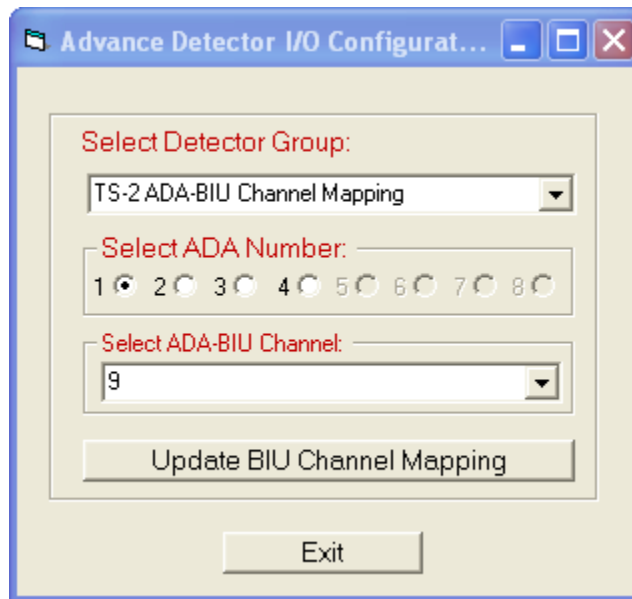 Advance Detector I/O Configurat...
Select Detector Group:
TS-2 ADA-BIU Channel Mapping
Select ADA Number:
1 2 3 4 5 6 7 8
Select ADA-BIU Channel:
9
Update BIU Channel Mapping
Exit